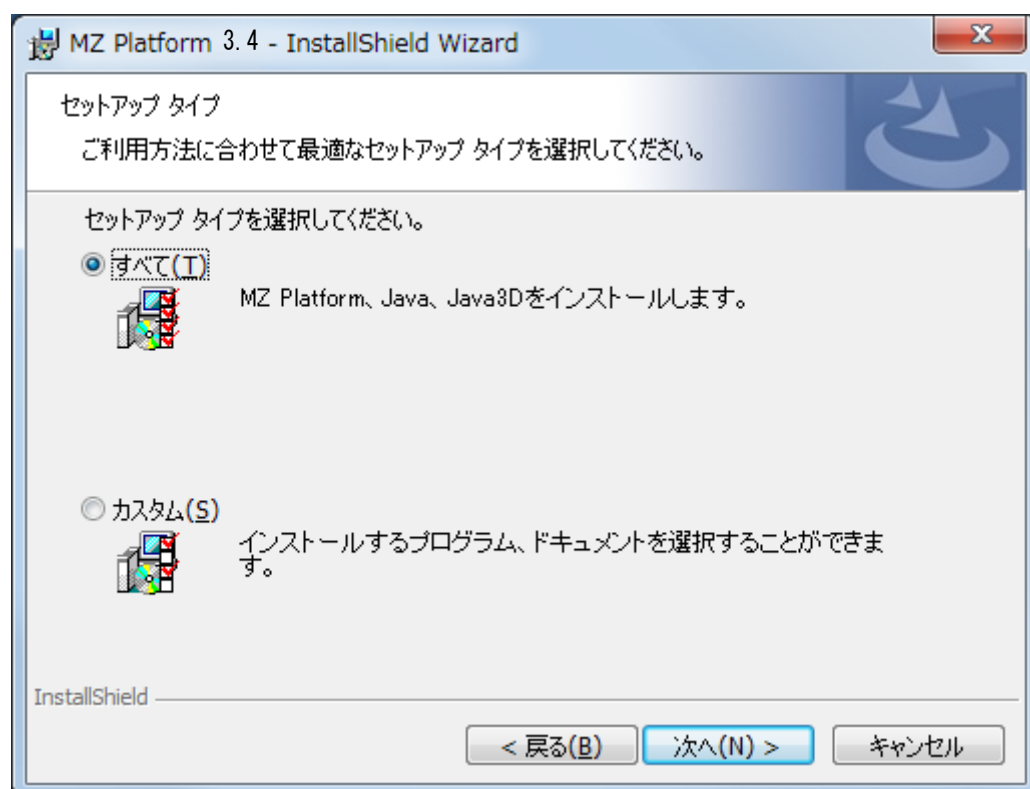 MZ Platform 3.4 - InstallShield Wizard
セットアップ タイプ
ご利用方法に合わせて最適なセットアップ タイプを選択してください。
セットアップ タイプを選択してください。
すべて(T)
MZ Platform、Java、Java3Dをインストールします。
カスタム(S)
インストールするプログラム、ドキュメントを選択することができま
す。
InstallShield
< 戻る(B)
次へ(N) >
キャンセル